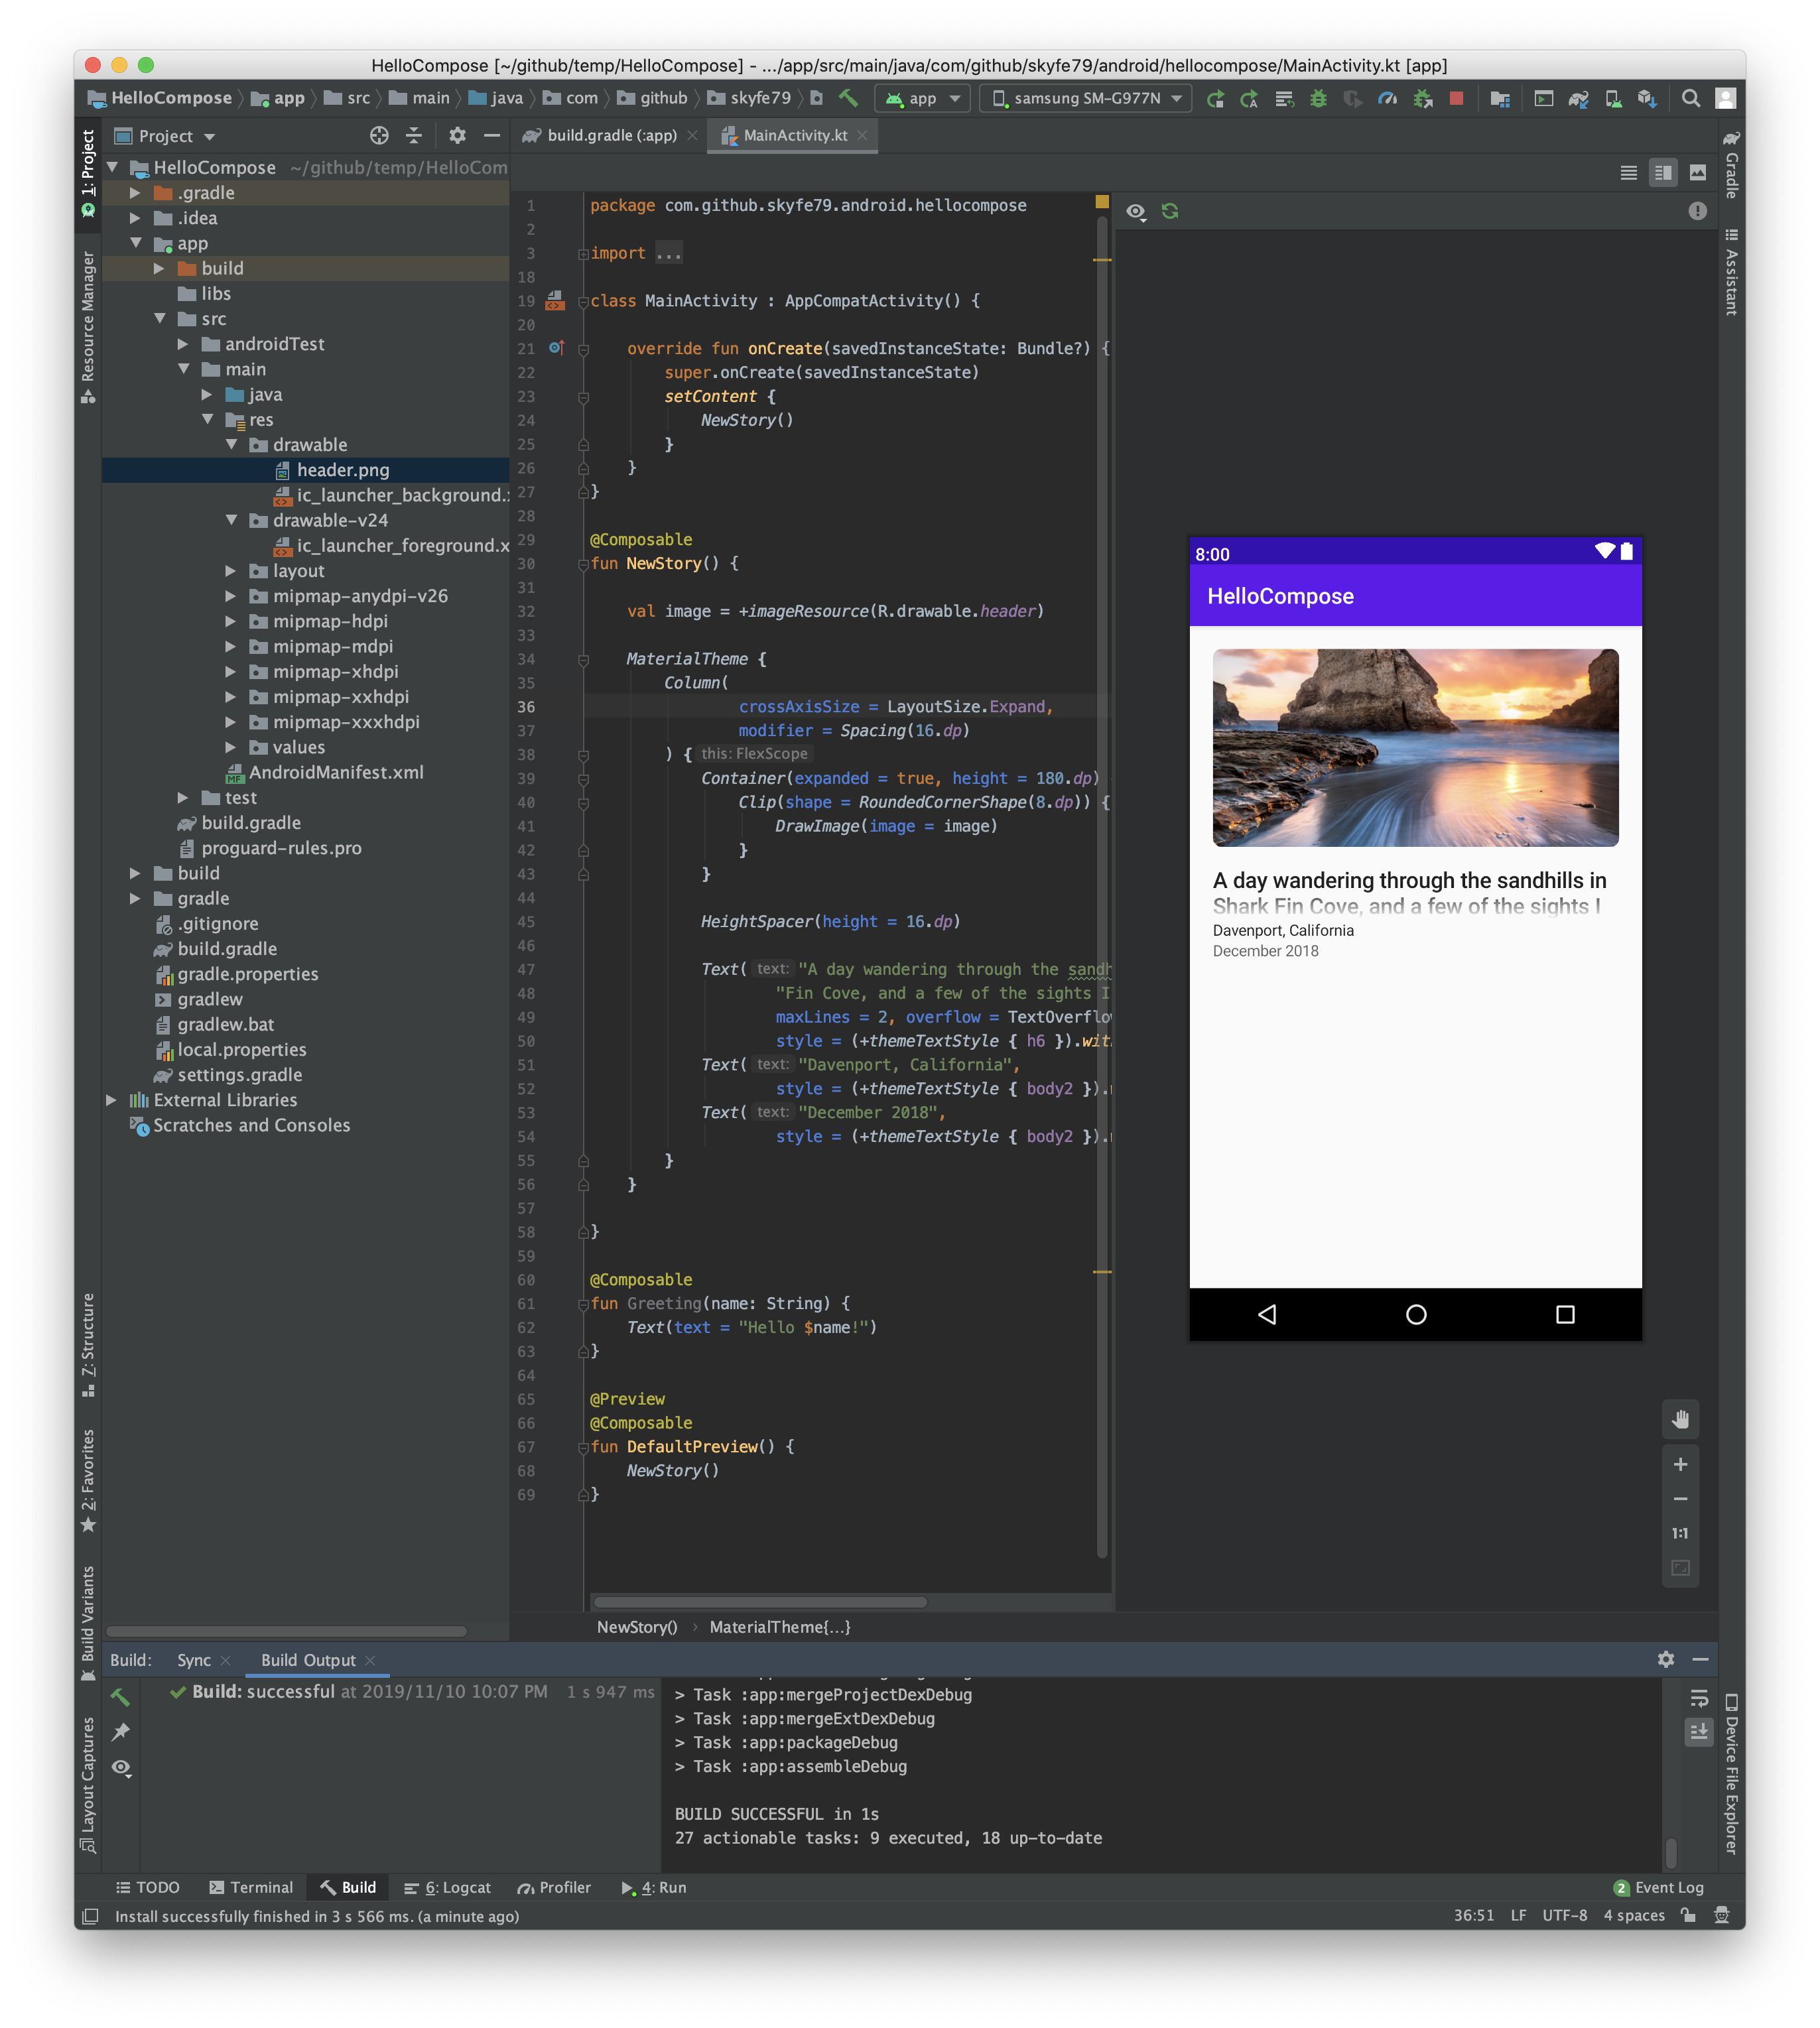 HelloCompose [~/github/temp/HelloCompose] - .../app/src/main/java/com/github/skyfe79/android/hellocompose/MainActivity.kt [app]
HelloCompose app src main java com github skyfe79 app samsung SM-G977N
1: Project
Resource Manager
7: Structure
2: Favorites
Build Variants
Layout Captures
Project
HelloCompose ~/github/temp/HelloCom
.gradle
.idea
app
build
libs
src
androidTest
main
java
res
drawable
header.png
ic_launcher_background.x
drawable-v24
ic_launcher_foreground.x
layout
mipmap-anydpi-v26
mipmap-hdpi
mipmap-mdpi
mipmap-xhdpi
mipmap-xxhdpi
mipmap-xxxhdpi
values
AndroidManifest.xml
test
build.gradle
proguard-rules.pro
build
gradle
.gitignore
build.gradle
gradle.properties
gradlew
gradlew.bat
local.properties
settings.gradle
External Libraries
Scratches and Consoles
build.gradle (:app) MainActivity.kt
1 package com.github.skyfe79.android.hellocompose
2
3 import ...
18
19 class MainActivity : AppCompatActivity() {
20
21 override fun onCreate(savedInstanceState: Bundle?) {
22 super.onCreate(savedInstanceState)
23 setContent {
24 NewStory()
25 }
26 }
27 }
28
29 @Composable
30 fun NewStory() {
31
32 val image = +imageResource(R.drawable.header)
33
34 MaterialTheme {
35 Column(
36 crossAxisSize = LayoutSize.Expand,
37 modifier = Spacing(16.dp)
38 ) { this: FlexScope
39 Container(expanded = true, height = 180.dp)
40 Clip(shape = RoundedCornerShape(8.dp)) {
41 DrawImage(image = image)
42 }
43 }
44
45 HeightSpacer(height = 16.dp)
46
47 Text( text: "A day wandering through the sandh
48 "Fin Cove, and a few of the sights I
49 maxLines = 2, overflow = TextOverflo
50 style = (+themeTextStyle { h6 }).wit
51 Text( text: "Davenport, California",
52 style = (+themeTextStyle { body2 }).
53 Text( text: "December 2018",
54 style = (+themeTextStyle { body2 }).
55 }
56 }
57
58 }
59
60 @Composable
61 fun Greeting(name: String) {
62 Text(text = "Hello $name!")
63 }
64
65 @Preview
66 @Composable
67 fun DefaultPreview() {
68 NewStory()
69 }
NewStory() › MaterialTheme{...}
8:00
HelloCompose
A day wandering through the sandhills in
Shark Fin Cove, and a few of the sights I
Davenport, California
December 2018
1:1
Gradle
Assistant
Device File Explorer
Build: Sync Build Output
Build: successful at 2019/11/10 10:07 PM 1 s 947 ms
> Task :app:mergeProjectDexDebug
> Task :app:mergeExtDexDebug
> Task :app:packageDebug
> Task :app:assembleDebug
BUILD SUCCESSFUL in 1s
27 actionable tasks: 9 executed, 18 up-to-date
TODO Terminal Build 6: Logcat Profiler 4: Run 2 Event Log
Install successfully finished in 3 s 566 ms. (a minute ago) 36:51 LF UTF-8 4 spaces